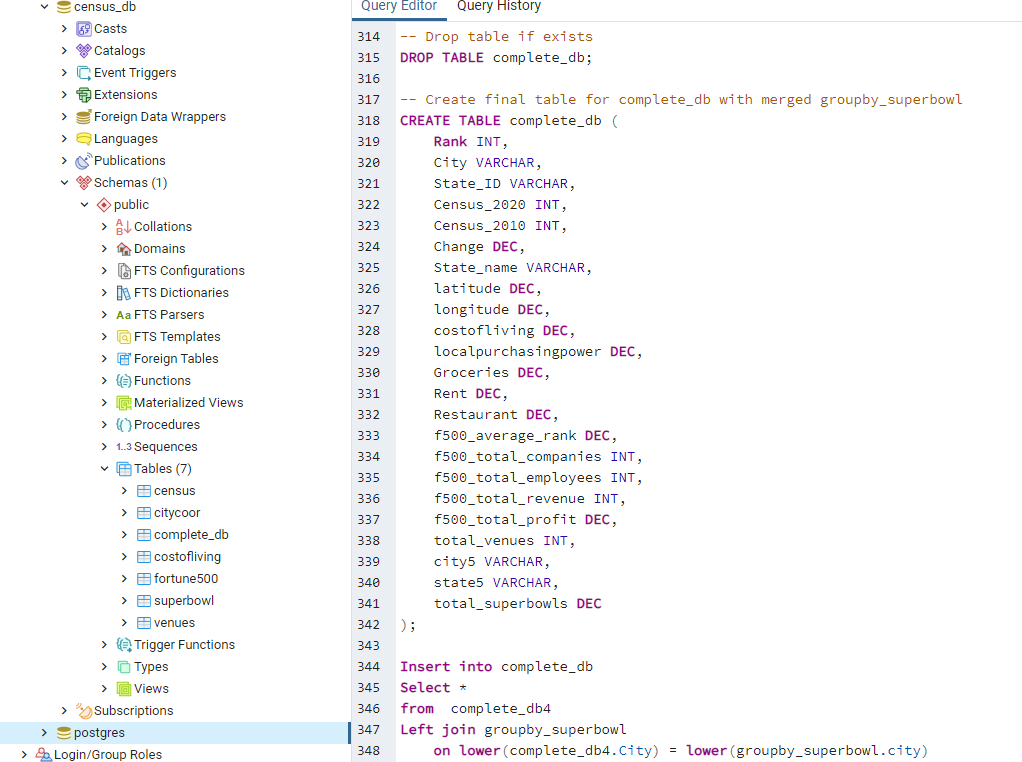 census_db
Casts
Catalogs
Event Triggers
Extensions
Foreign Data Wrappers
Languages
Publications
Schemas (1)
public
Collations
Domains
FTS Configurations
FTS Dictionaries
Aa FTS Parsers
FTS Templates
Foreign Tables
Functions
Materialized Views
Procedures
1..3 Sequences
Tables (7)
census
citycoor
complete_db
costofliving
fortune500
superbowl
venues
Trigger Functions
Types
Views
Subscriptions
postgres
Login/Group Roles
Query Editor Query History
314 -- Drop table if exists
315 DROP TABLE complete_db;
316
317 -- Create final table for complete_db with merged groupby_superbowl
318 CREATE TABLE complete_db (
319 Rank INT,
320 City VARCHAR,
321 State_ID VARCHAR,
322 Census_2020 INT,
323 Census_2010 INT,
324 Change DEC,
325 State_name VARCHAR,
326 latitude DEC,
327 longitude DEC,
328 costofliving DEC,
329 localpurchasingpower DEC,
330 Groceries DEC,
331 Rent DEC,
332 Restaurant DEC,
333 f500_average_rank DEC,
334 f500_total_companies INT,
335 f500_total_employees INT,
336 f500_total_revenue INT,
337 f500_total_profit DEC,
338 total_venues INT,
339 city5 VARCHAR,
340 state5 VARCHAR,
341 total_superbowls DEC
342 );
343
344 Insert into complete_db
345 Select *
346 from  complete_db4
347 Left join groupby_superbowl
348 on lower(complete_db4.City) = lower(groupby_superbowl.city)